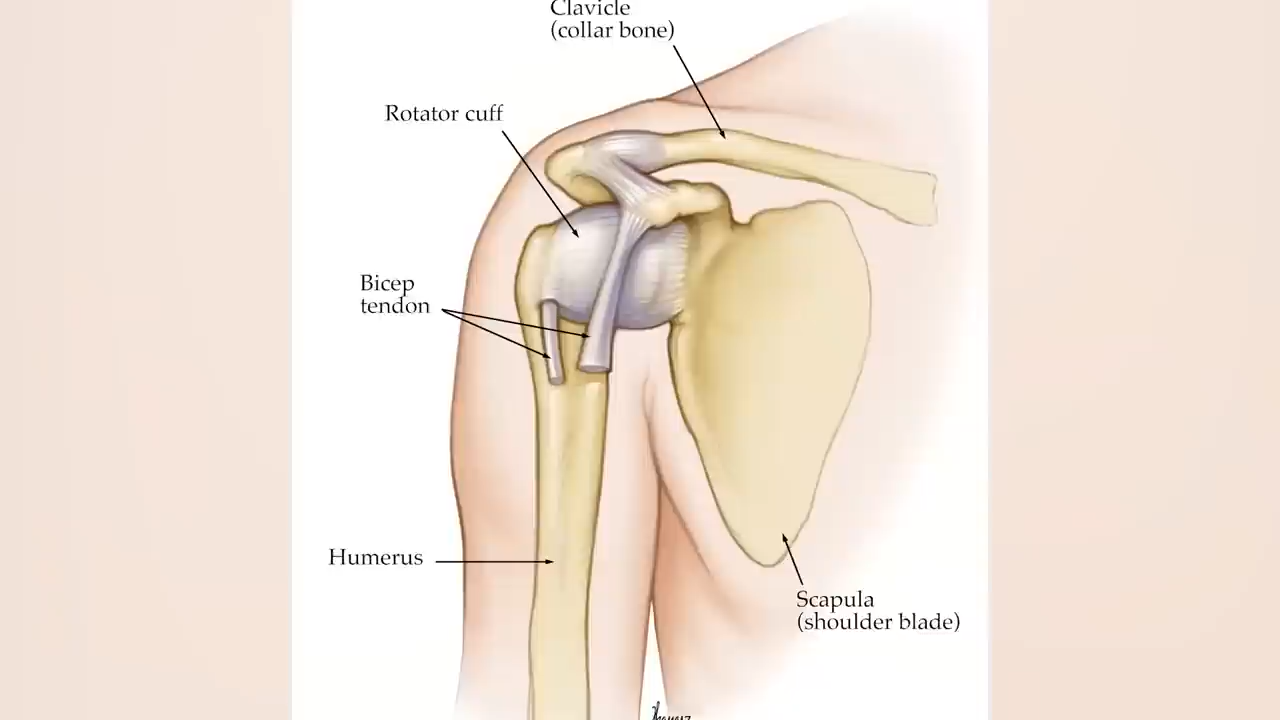 Clavicle
(collar bone)
Rotator cuff
Bicep
tendon
Humerus
Scapula
(shoulder blade)